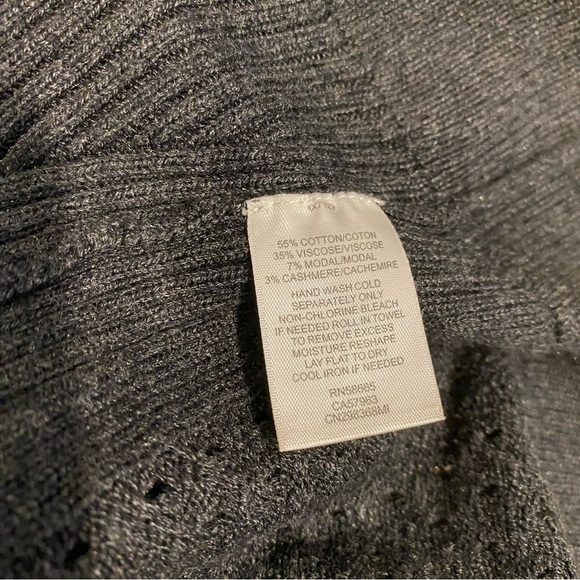 55% COTTON/COTON
35% VISCOSE/VISCOSE
7% MODAL/MODAL
3% CASHMERE/CACHEMIRE
HAND WASH COLD
SEPARATELY ONLY
NON-CHLORINE BLEACH
IF NEEDED ROLL IN TOWEL
TO REMOVE EXCESS
MOISTURE RESHAPE
LAY FLAT TO DRY
COOL IRON IF NEEDED
RN58665
CA57983
CN298368MI